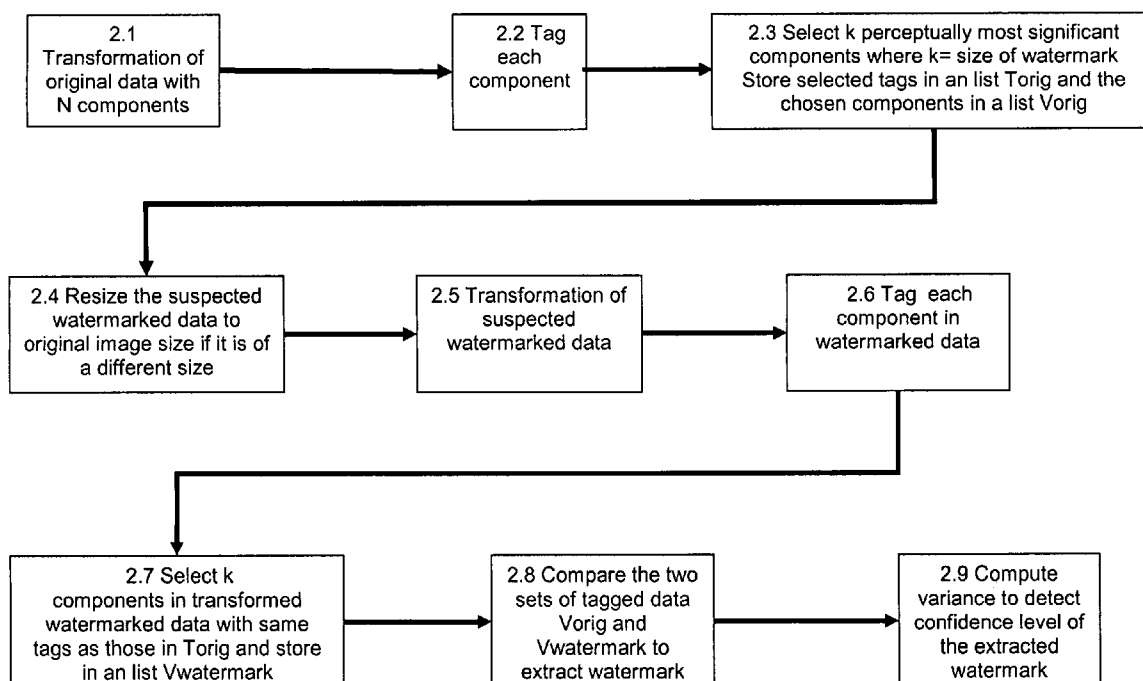 2.1
Transformation of
original data with
N components
2.2 Tag
each
component
2.3 Select k perceptually most significant
components where k= size of watermark
Store selected tags in an list Torig and the
chosen components in a list Vorig
2.4 Resize the suspected
watermarked data to
original image size if it is of
a different size
2.5 Transformation of
suspected
watermarked data
2.6 Tag each
component in
watermarked data
2.7 Select k
components in transformed
watermarked data with same
tags as those in Torig and store
in an list Vwatermark
2.8 Compare the two
sets of tagged data
Vorig and
Vwatermark to
extract watermark
2.9 Compute
variance to detect
confidence level of
the extracted
watermark